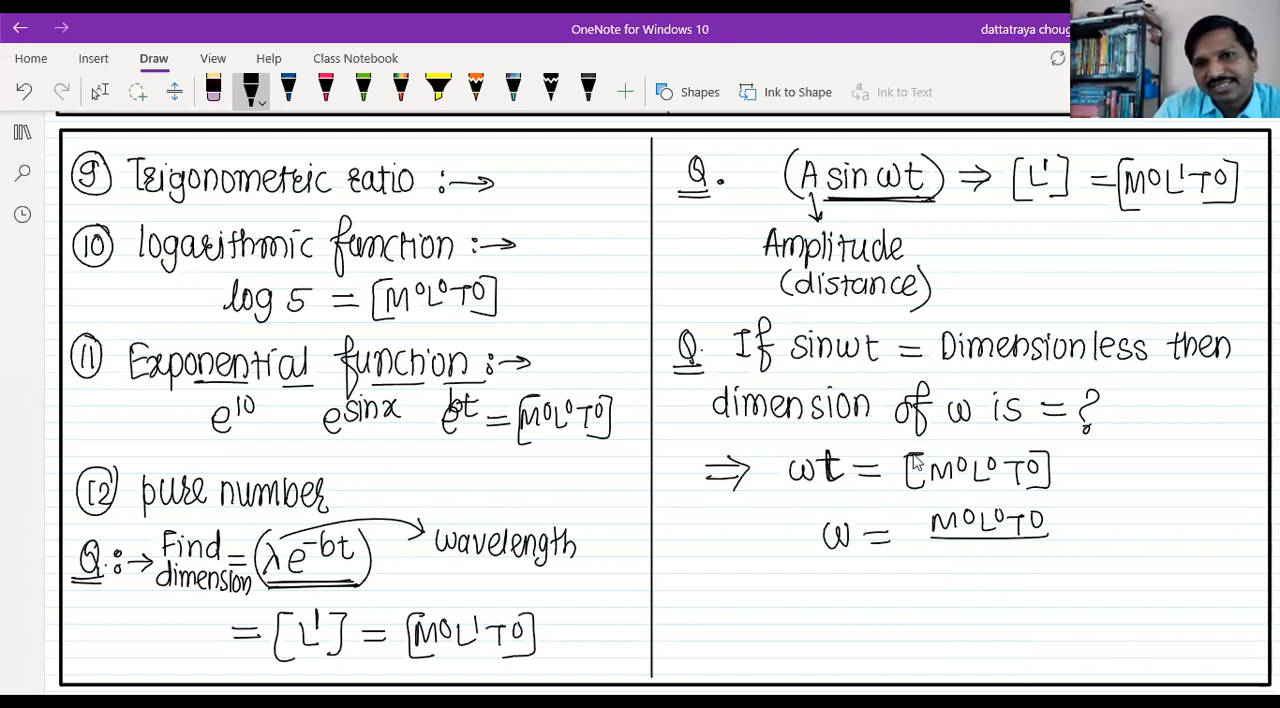 OneNote for Windows 10
dattatraya choug
Home Insert Draw View Help Class Notebook
Shapes Ink to Shape Ink to Text
⑨ Trigonometric ratio :→
⑩ logarithmic function :→
log 5 = [M⁰L⁰T⁰]
⑪ Exponential function :→
e¹⁰ e^sinx e^bt = [M⁰L⁰T⁰]
⑫ pure number
Q.:→ Find dimension = (λe^-bt) wavelength
= [L¹] = [M⁰L¹T⁰]
Q. (A sin ωt) ⇒ [L¹] = [M⁰L¹T⁰]
Amplitude
(distance)
Q. If sinωt = Dimensionless then
dimension of ω is = ?
⇒ ωt = [M⁰L⁰T⁰]
ω = M⁰L⁰T⁰